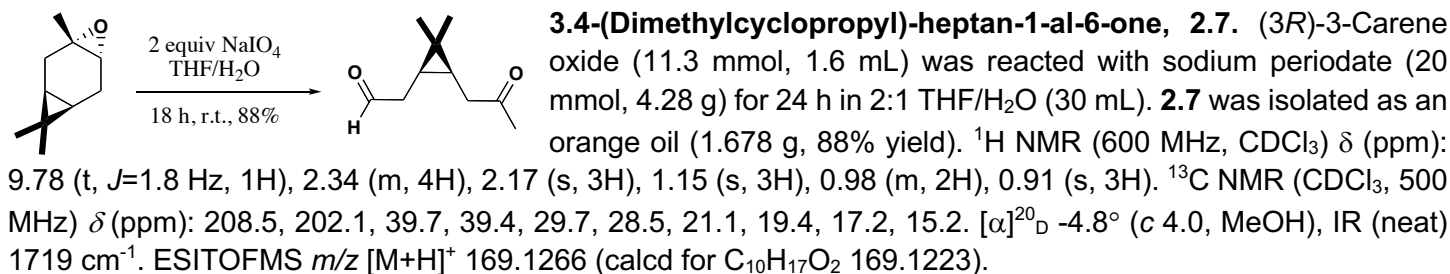 O
2 equiv NaIO₄
THF/H₂O
18 h, r.t., 88%
O
H
O
3.4-(Dimethylcyclopropyl)-heptan-1-al-6-one, 2.7. (3R)-3-Carene
oxide (11.3 mmol, 1.6 mL) was reacted with sodium periodate (20
mmol, 4.28 g) for 24 h in 2:1 THF/H₂O (30 mL). 2.7 was isolated as an
orange oil (1.678 g, 88% yield). ¹H NMR (600 MHz, CDCl₃) δ (ppm):
9.78 (t, J=1.8 Hz, 1H), 2.34 (m, 4H), 2.17 (s, 3H), 1.15 (s, 3H), 0.98 (m, 2H), 0.91 (s, 3H). ¹³C NMR (CDCl₃, 500
MHz) δ (ppm): 208.5, 202.1, 39.7, 39.4, 29.7, 28.5, 21.1, 19.4, 17.2, 15.2. [α]²⁰D -4.8° (c 4.0, MeOH), IR (neat)
1719 cm⁻¹. ESITOFMS m/z [M+H]⁺ 169.1266 (calcd for C₁₀H₁₇O₂ 169.1223).